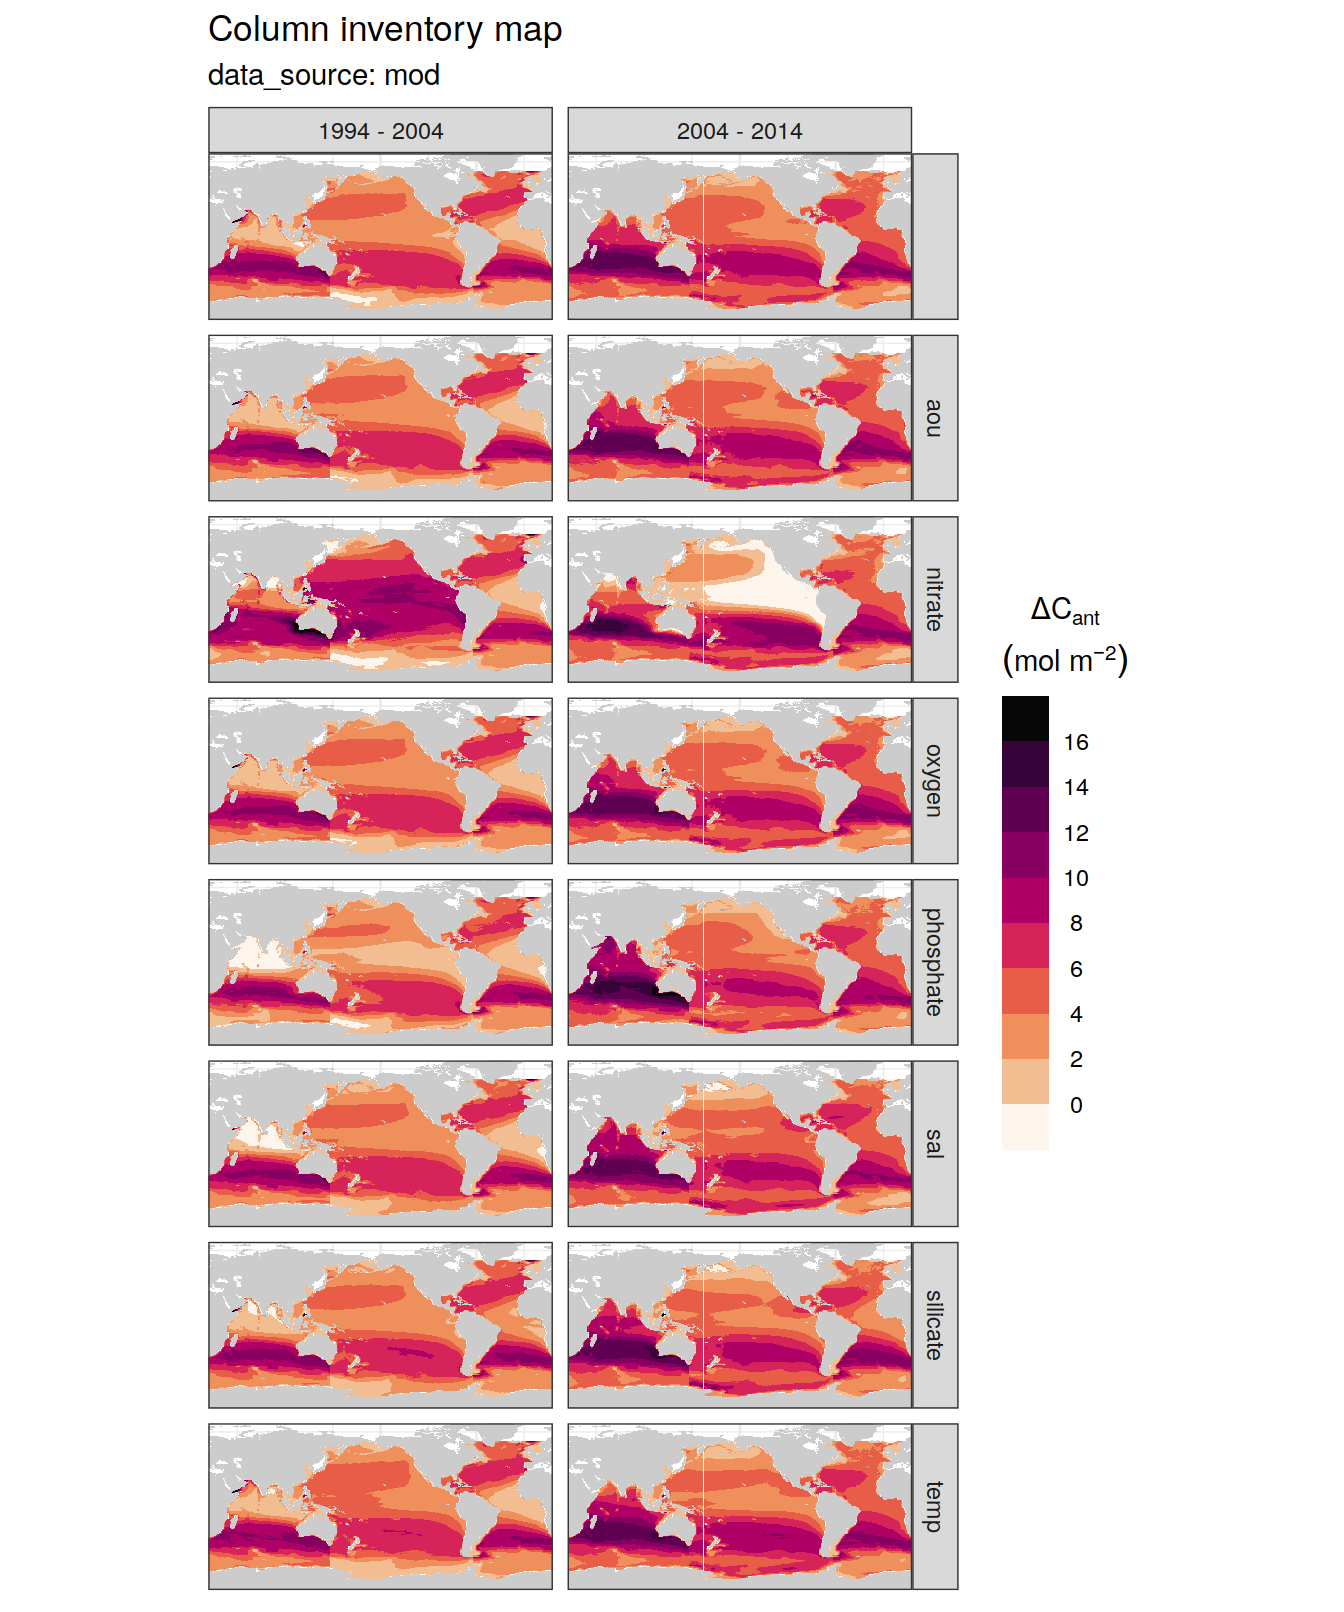 Column inventory map
data_source: mod
1994 - 2004
2004 - 2014
aou
nitrate
oxygen
phosphate
sal
silicate
temp
ΔCant
(mol m−2)
16
14
12
10
8
6
4
2
0